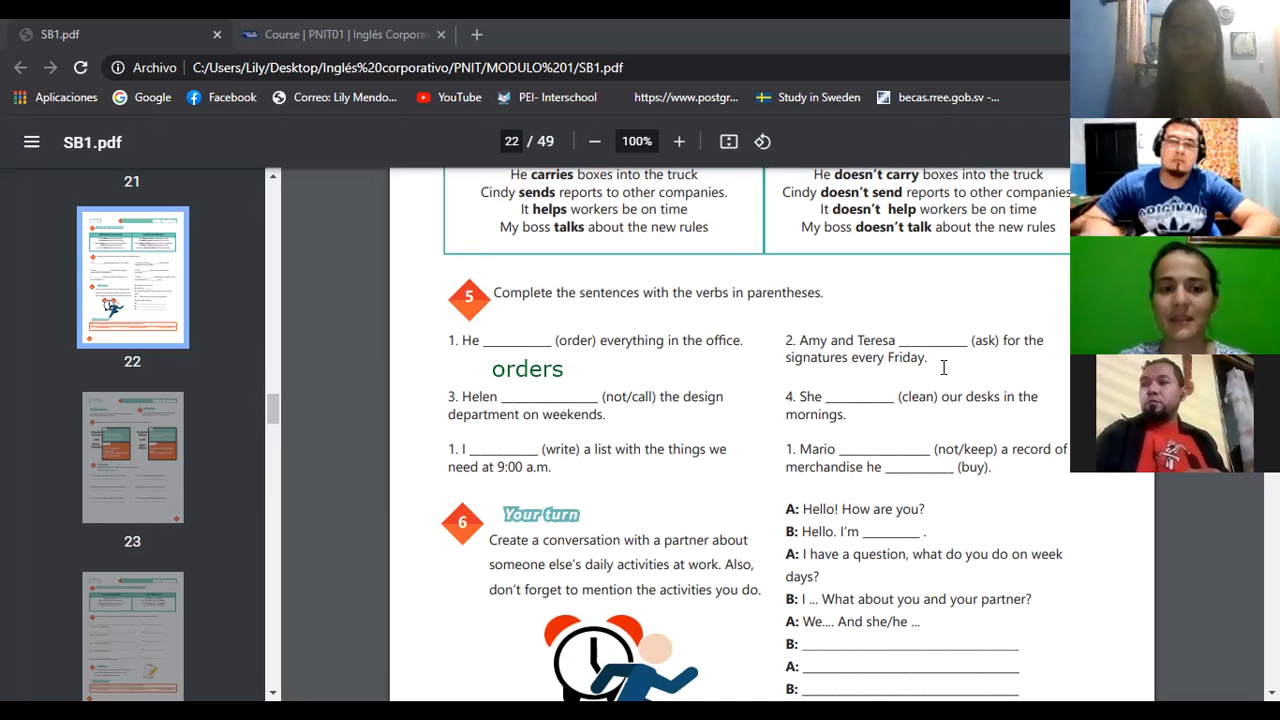 SB1.pdf
Course | PNIT01 | Inglés Corporat
Archivo | C:/Users/Lily/Desktop/Inglés%20corporativo/PNIT/MODULO%201/SB1.pdf
Aplicaciones Google Facebook Correo: Lily Mendo... YouTube PEI- Interschool https://www.postgr... Study in Sweden becas.rree.gob.sv -...
SB1.pdf 22 / 49 100%
21
22
23
He carries boxes into the truck
Cindy sends reports to other companies.
It helps workers be on time
My boss talks about the new rules
He doesn't carry boxes into the truck
Cindy doesn't send reports to other companies
It doesn't help workers be on time
My boss doesn't talk about the new rules
5 Complete the sentences with the verbs in parentheses.
1. He __________ (order) everything in the office.
orders
2. Amy and Teresa __________ (ask) for the
signatures every Friday.
3. Helen ______________ (not/call) the design
department on weekends.
4. She __________ (clean) our desks in the
mornings.
1. I __________ (write) a list with the things we
need at 9:00 a.m.
1. Mario _____________ (not/keep) a record of
merchandise he __________ (buy).
6 Your turn
Create a conversation with a partner about
someone else's daily activities at work. Also,
don't forget to mention the activities you do.
A: Hello! How are you?
B: Hello. I'm ________ .
A: I have a question, what do you do on week
days?
B: I ... What about you and your partner?
A: We.... And she/he ...
B: ______________________________
A: ______________________________
B: ______________________________
ORIGINALS